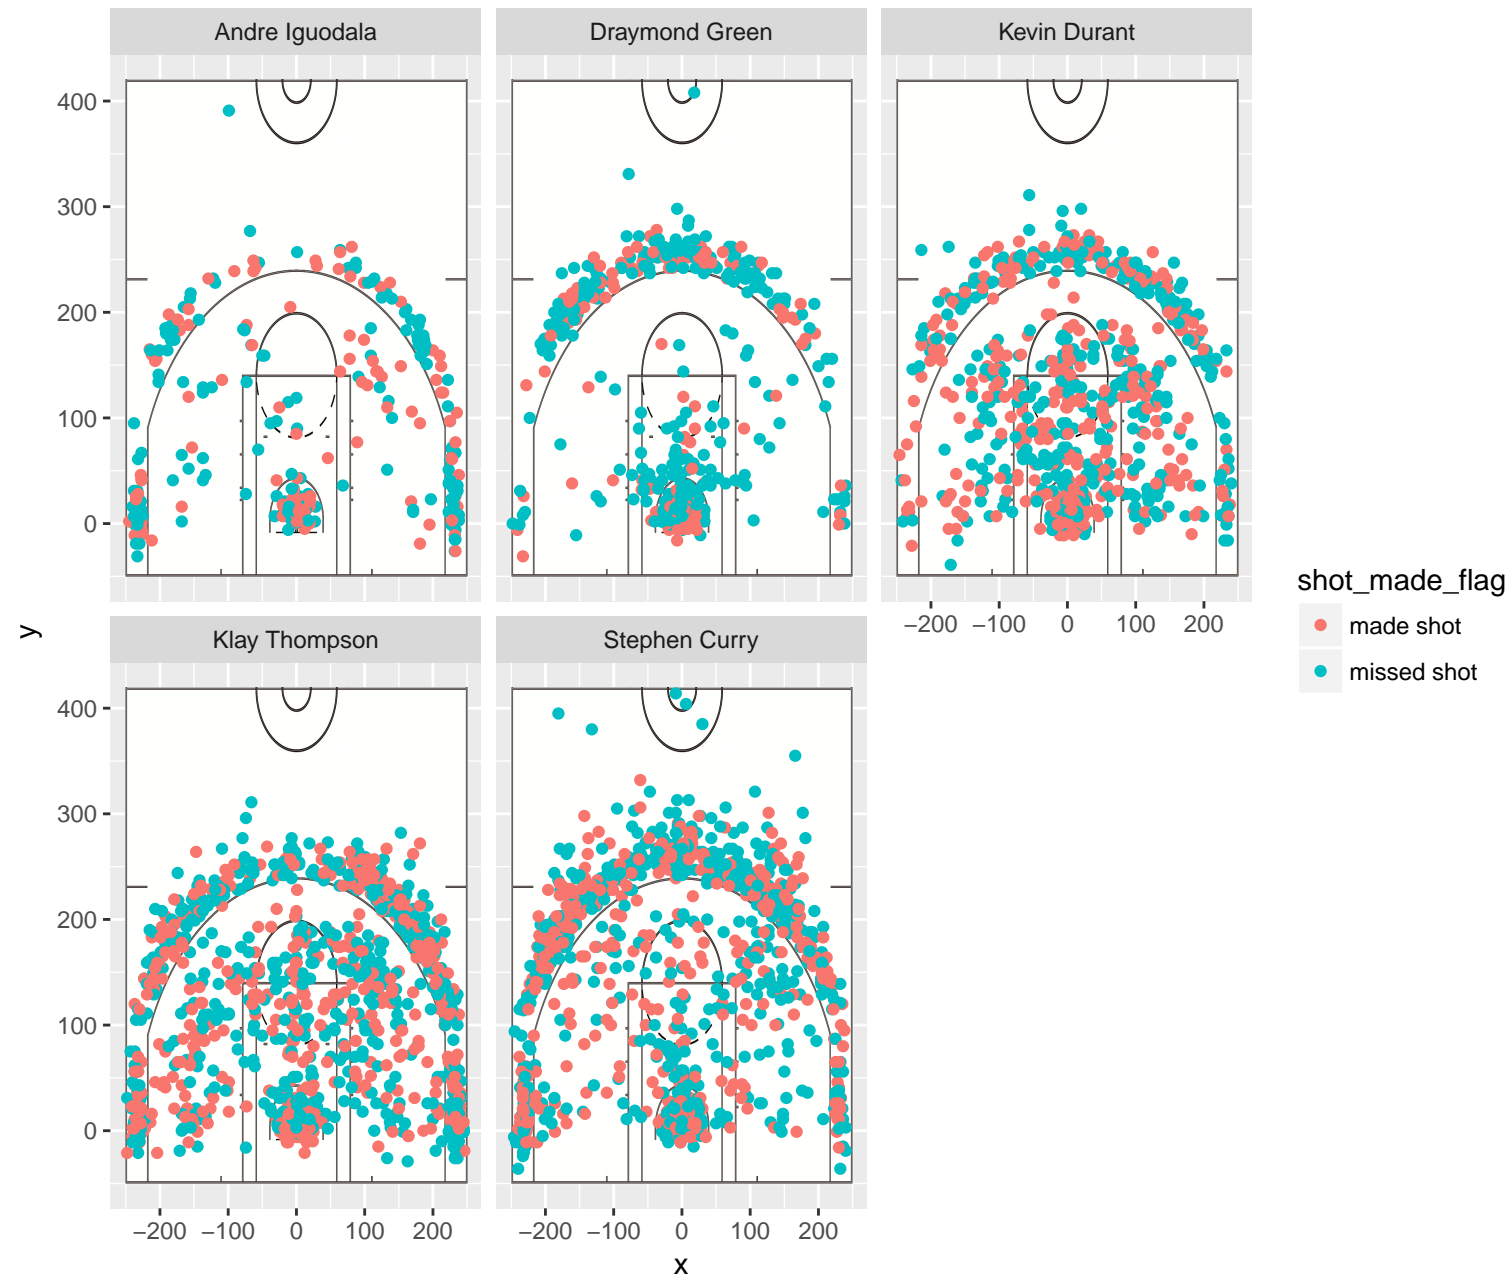 Andre Iguodala
Draymond Green
Kevin Durant
400
300
200
100
0
−200 −100 0 100 200
shot_made_flag
made shot
missed shot
y
Klay Thompson
Stephen Curry
400
300
200
100
0
−200 −100 0 100 200
−200 −100 0 100 200
x